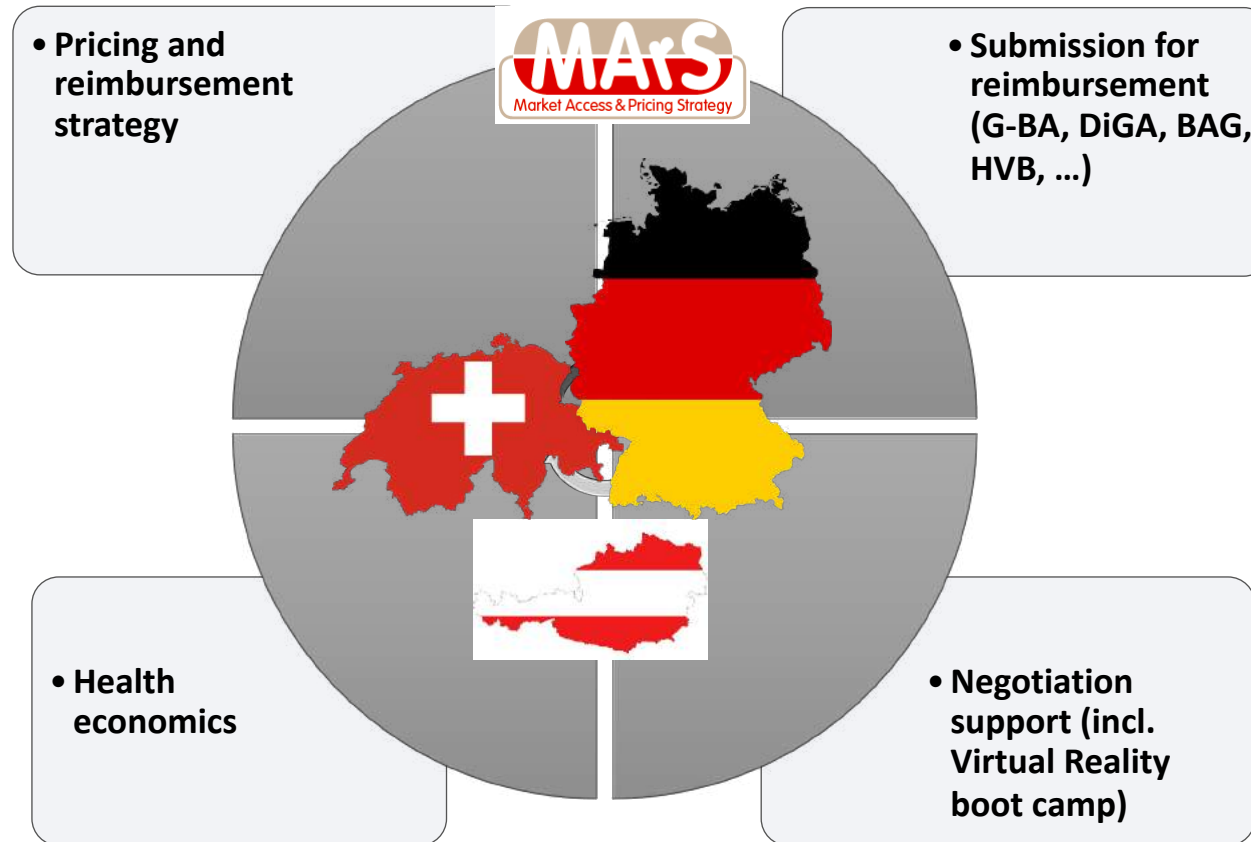 • Pricing and
reimbursement
strategy
MArS
Market Access & Pricing Strategy
• Submission for
reimbursement
(G-BA, DiGA, BAG,
HVB, ...)
• Health
economics
• Negotiation
support (incl.
Virtual Reality
boot camp)